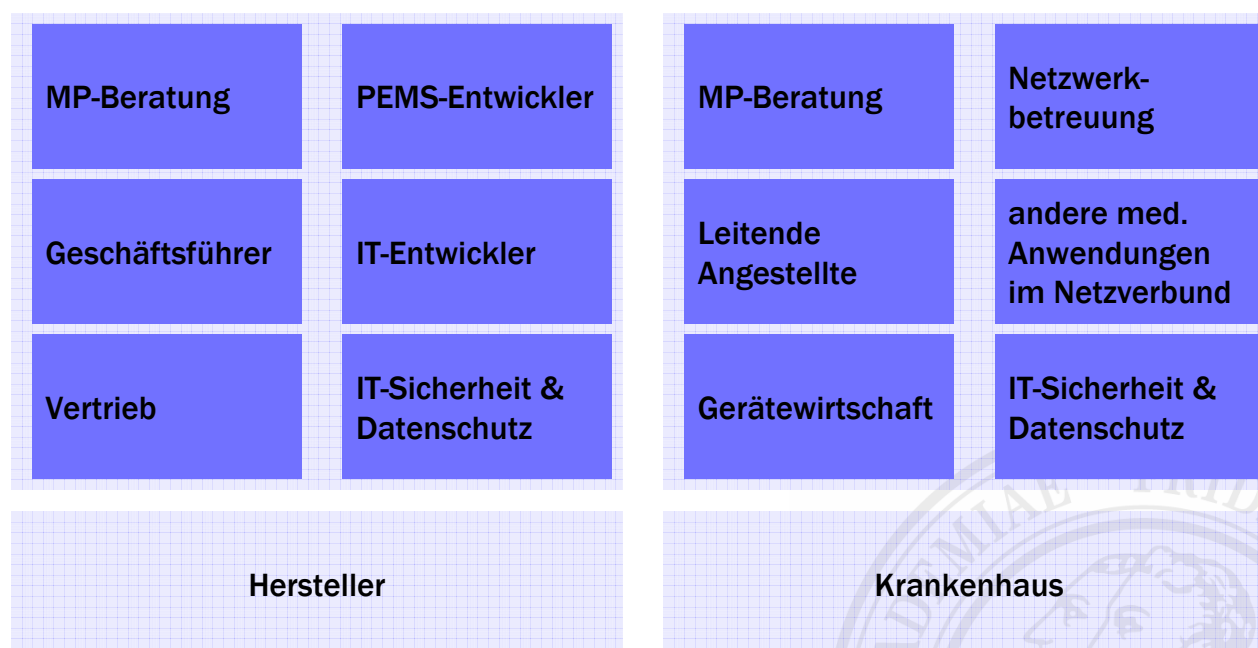 MP-Beratung
PEMS-Entwickler
Geschäftsführer
IT-Entwickler
Vertrieb
IT-Sicherheit &
Datenschutz
Hersteller
MP-Beratung
Netzwerk-
betreuung
Leitende
Angestellte
andere med.
Anwendungen
im Netzverbund
Gerätewirtschaft
IT-Sicherheit &
Datenschutz
Krankenhaus